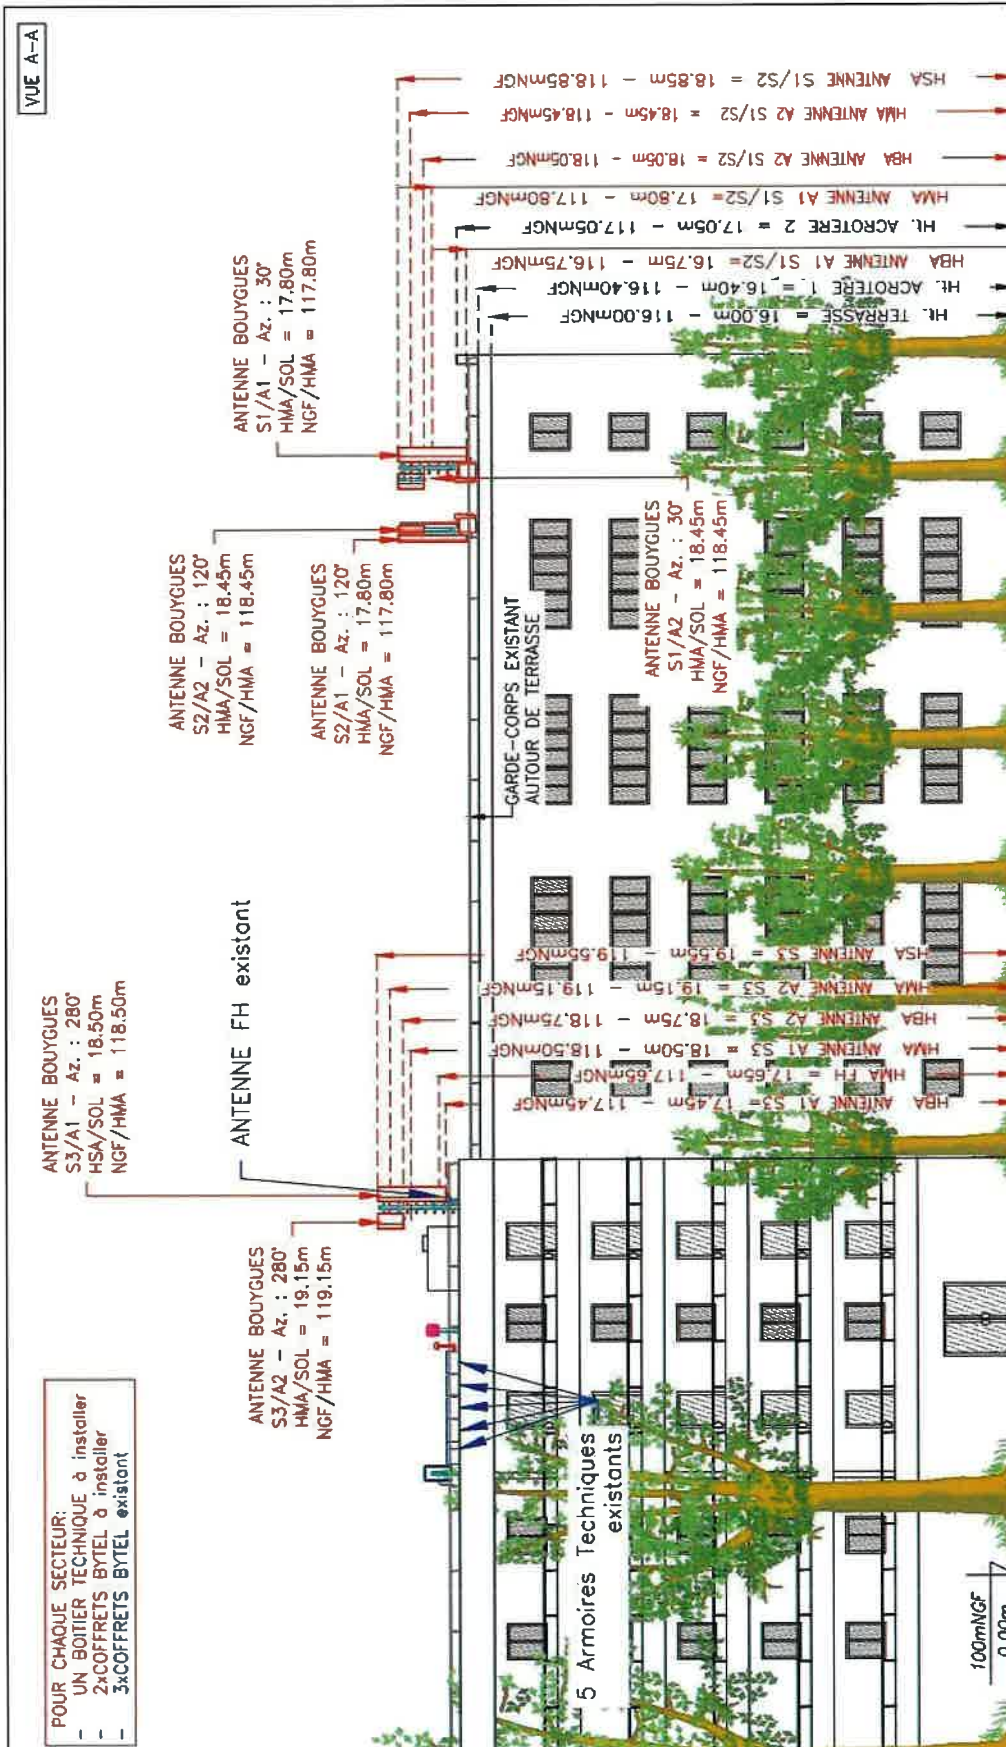 VUE A-A
POUR CHAQUE SECTEUR:
- UN BOITIER TECHNIQUE à installer
- 2xCOFFRETS BYTEL à installer
- 3xCOFFRETS BYTEL existant
ANTENNE BOUYGUES
S3/A1 - Az. : 280°
HSA/SOL = 18.50m
NGF/HMA = 118.50m
ANTENNE FH existant
ANTENNE BOUYGUES
S3/A2 - Az. : 280°
HMA/SOL = 19.15m
NGF/HMA = 119.15m
ANTENNE BOUYGUES
S2/A2 - Az. : 120°
HMA/SOL = 18.45m
NGF/HMA = 118.45m
ANTENNE BOUYGUES
S2/A1 - Az. : 120°
HMA/SOL = 17.80m
NGF/HMA = 117.80m
ANTENNE BOUYGUES
S1/A1 - Az. : 30°
HMA/SOL = 17.80m
NGF/HMA = 117.80m
GARDE-CORPS EXISTANT
AUTOUR DE TERRASSE
ANTENNE BOUYGUES
S1/A2 - Az. : 30°
HMA/SOL = 18.45m
NGF/HMA = 118.45m
5 Armoires Techniques
existants
HSA ANTENNE S3 = 19.55m - 119.55mNGF
HMA ANTENNE A2 S3 = 19.15m - 119.15mNGF
HBA ANTENNE A2 S3 = 18.75m - 118.75mNGF
HMA ANTENNE A1 S3 = 18.50m - 118.50mNGF
HMA FH = 17.65m - 117.65mNGF
HBA ANTENNE A1 S3= 17.45m - 117.45mNGF
HSA ANTENNE S1/S2 = 18.85m - 118.85mNGF
HMA ANTENNE A2 S1/S2 = 18.45m - 118.45mNGF
HBA ANTENNE A2 S1/S2 = 18.05m - 118.05mNGF
HMA ANTENNE A1 S1/S2= 17.80m - 117.80mNGF
Ht. ACROTERE 2 = 17.05m - 117.05mNGF
HBA ANTENNE A1 S1/S2= 16.75m - 116.75mNGF
Ht. ACROTERE 1 = 16.40m - 116.40mNGF
Ht. TERRASSE = 16.00m - 116.00mNGF
100mNGF
0.00m